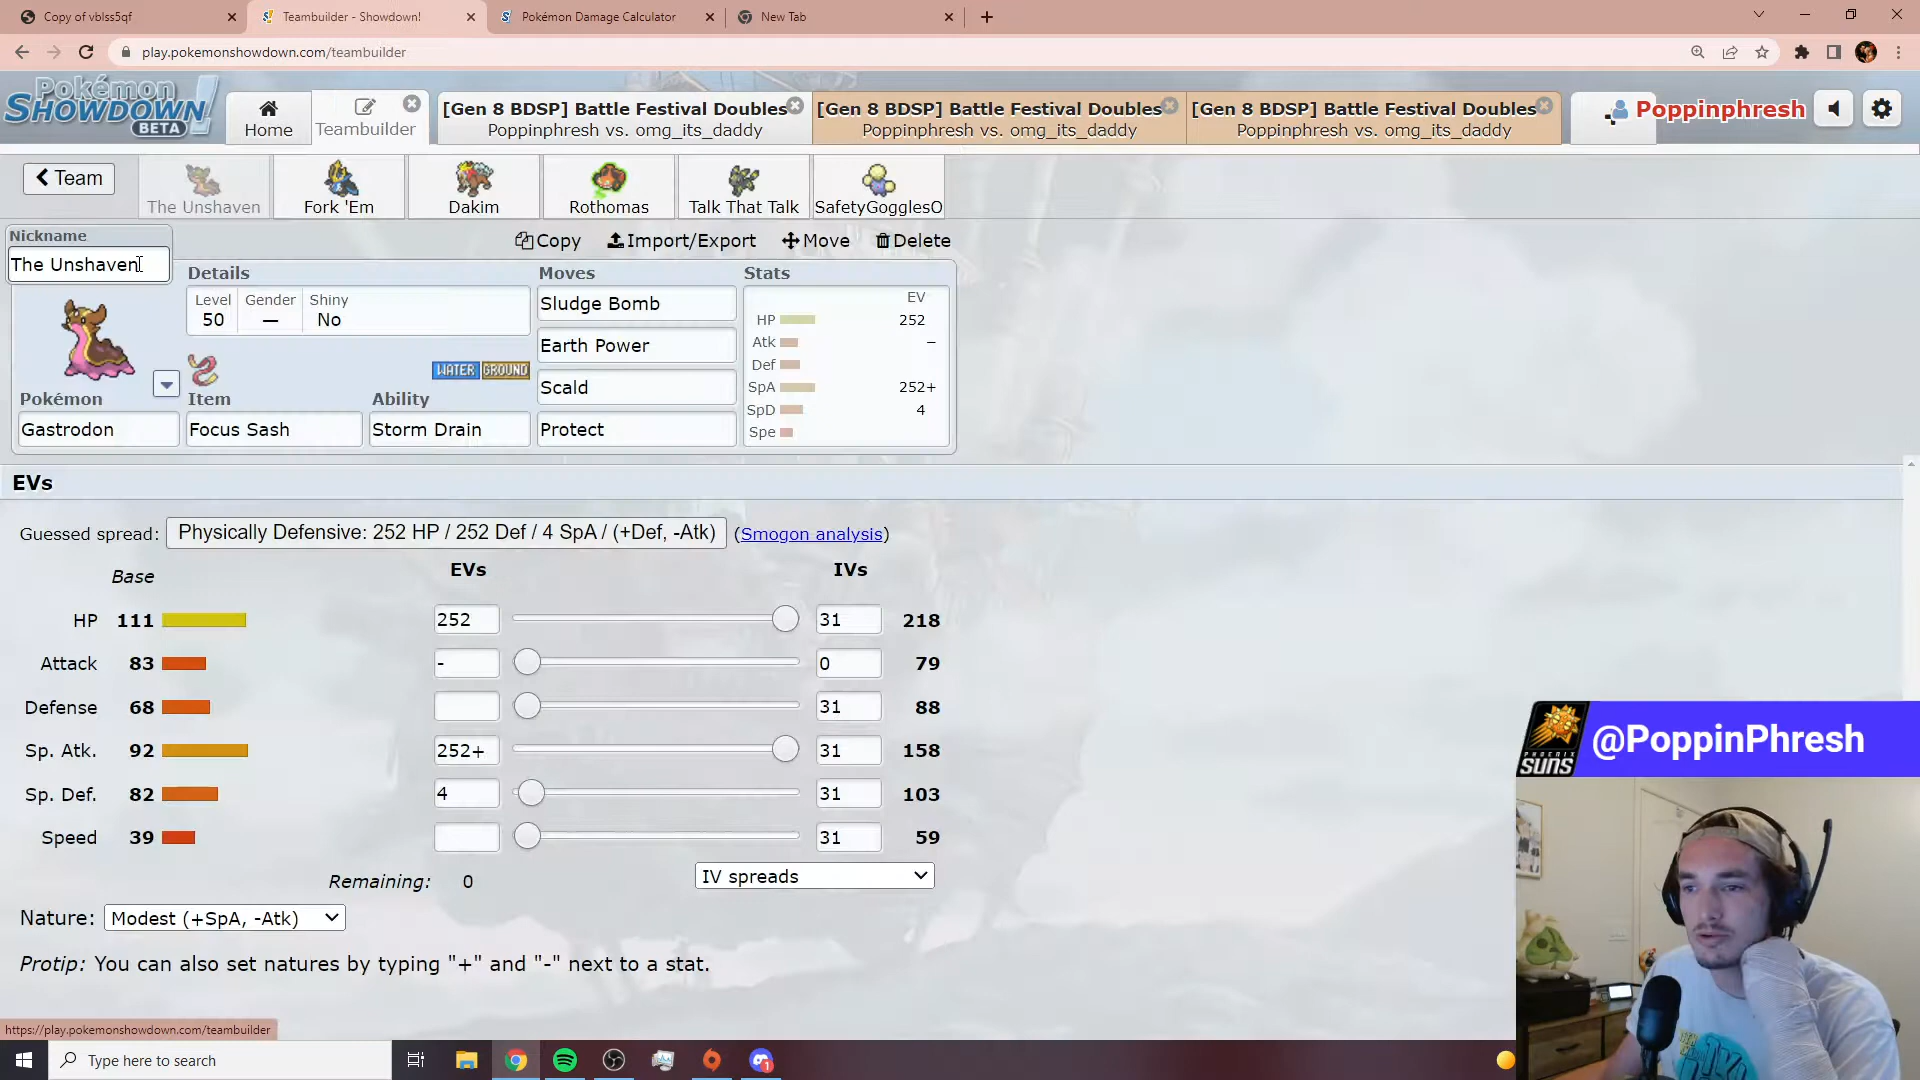 Copy of vblss5qf
Teambuilder - Showdown!
Pokémon Damage Calculator
New Tab
play.pokemonshowdown.com/teambuilder
Pokémon
SHOWDOWN!
BETA
Home
Teambuilder
[Gen 8 BDSP] Battle Festival Doubles
Poppinphresh vs. omg_its_daddy
[Gen 8 BDSP] Battle Festival Doubles
Poppinphresh vs. omg_its_daddy
[Gen 8 BDSP] Battle Festival Doubles
Poppinphresh vs. omg_its_daddy
Poppinphresh
Team
The Unshaven
Fork 'Em
Dakim
Rothomas
Talk That Talk
SafetyGogglesO
Nickname
The Unshaven
Copy
Import/Export
Move
Delete
Details
Level
50
Gender
—
Shiny
No
WATER
GROUND
Pokémon
Gastrodon
Item
Focus Sash
Ability
Storm Drain
Moves
Sludge Bomb
Earth Power
Scald
Protect
Stats
EV
HP 252
Atk –
Def
SpA 252+
SpD 4
Spe
EVs
Guessed spread: Physically Defensive: 252 HP / 252 Def / 4 SpA / (+Def, -Atk) (Smogon analysis)
Base EVs IVs
HP 111 252 31 218
Attack 83 - 0 79
Defense 68 31 88
Sp. Atk. 92 252+ 31 158
Sp. Def. 82 4 31 103
Speed 39 31 59
Remaining: 0 IV spreads
Nature: Modest (+SpA, -Atk)
Protip: You can also set natures by typing "+" and "-" next to a stat.
https://play.pokemonshowdown.com/teambuilder
PHOENIX
SUNS
@PoppinPhresh
Type here to search
1